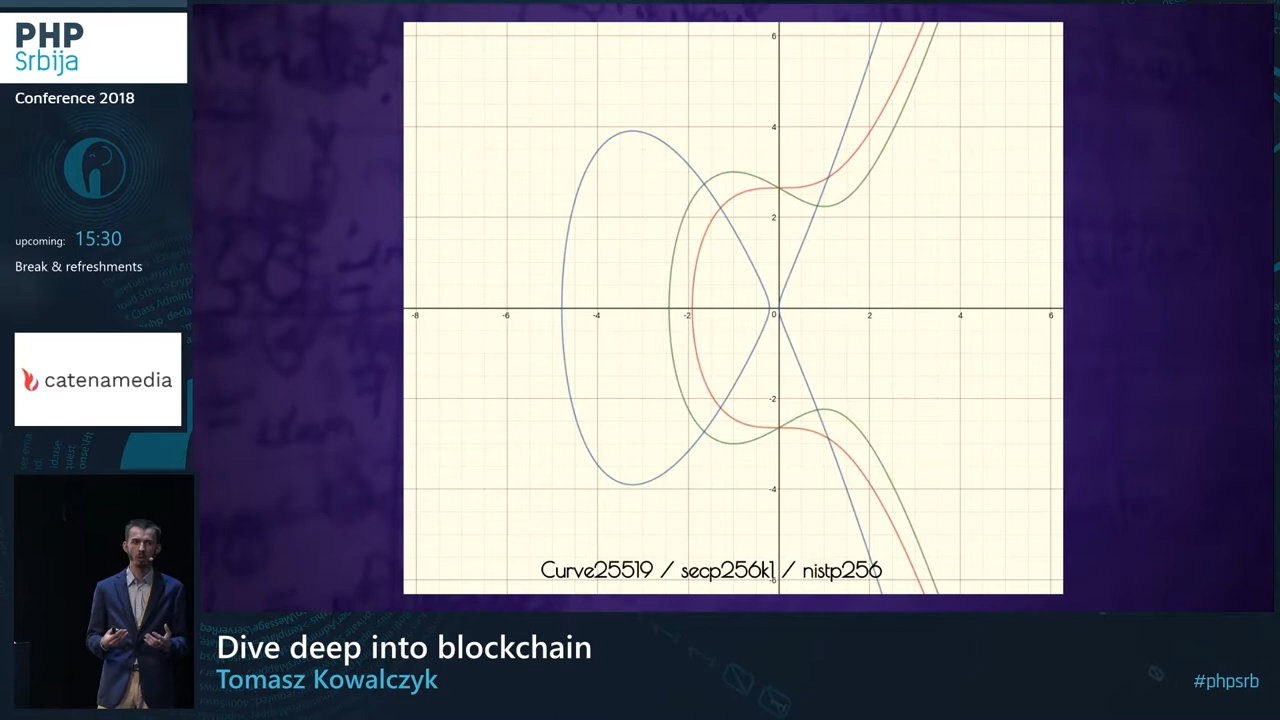 PHP
Srbija
Conference 2018
upcoming: 15:30
Break & refreshments
catenamedia
6
4
2
-8 -6 -4 -2 0 2 4 6
-2
-4
-6
Curve25519 / secp256k1 / nistp256
Dive deep into blockchain
Tomasz Kowalczyk
#phpsrb